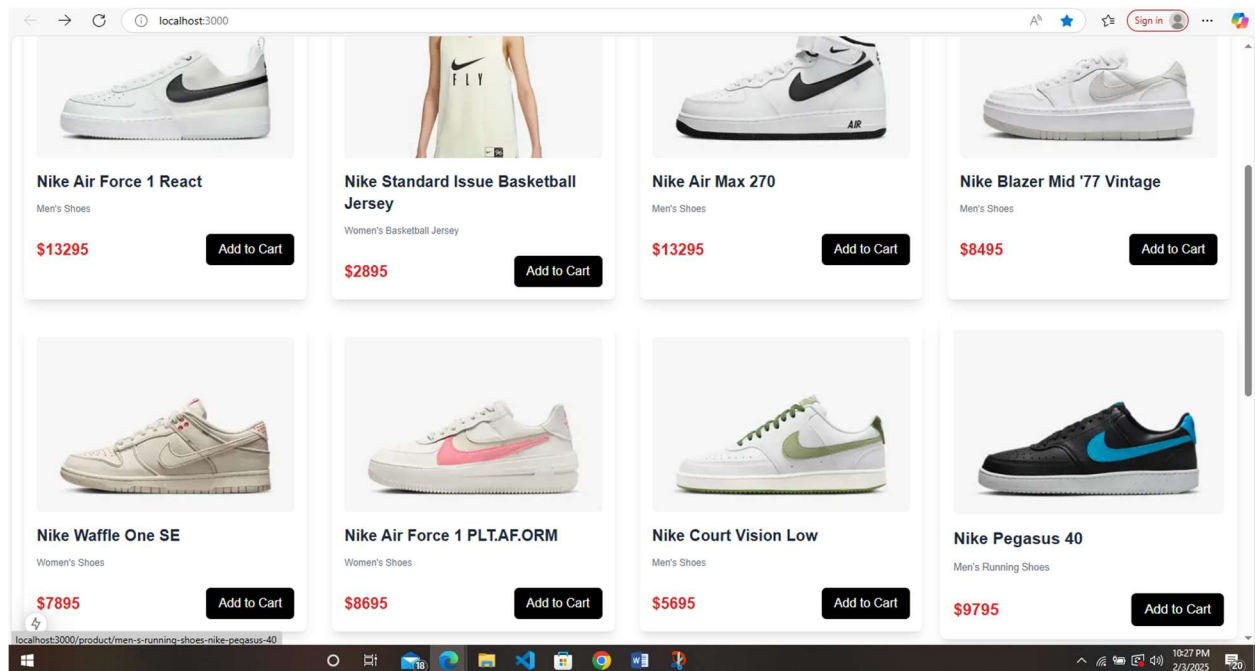 localhost:3000
Sign in
FLY
96
AIR
Nike Air Force 1 React
Men's Shoes
$13295
Add to Cart
Nike Standard Issue Basketball
Jersey
Women's Basketball Jersey
$2895
Add to Cart
Nike Air Max 270
Men's Shoes
$13295
Add to Cart
Nike Blazer Mid '77 Vintage
Men's Shoes
$8495
Add to Cart
Nike Waffle One SE
Women's Shoes
$7895
Add to Cart
Nike Air Force 1 PLT.AF.ORM
Women's Shoes
$8695
Add to Cart
Nike Court Vision Low
Men's Shoes
$5695
Add to Cart
Nike Pegasus 40
Men's Running Shoes
$9795
Add to Cart
localhost:3000/product/men-s-running-shoes-nike-pegasus-40
18
10:27 PM
2/3/2025
20